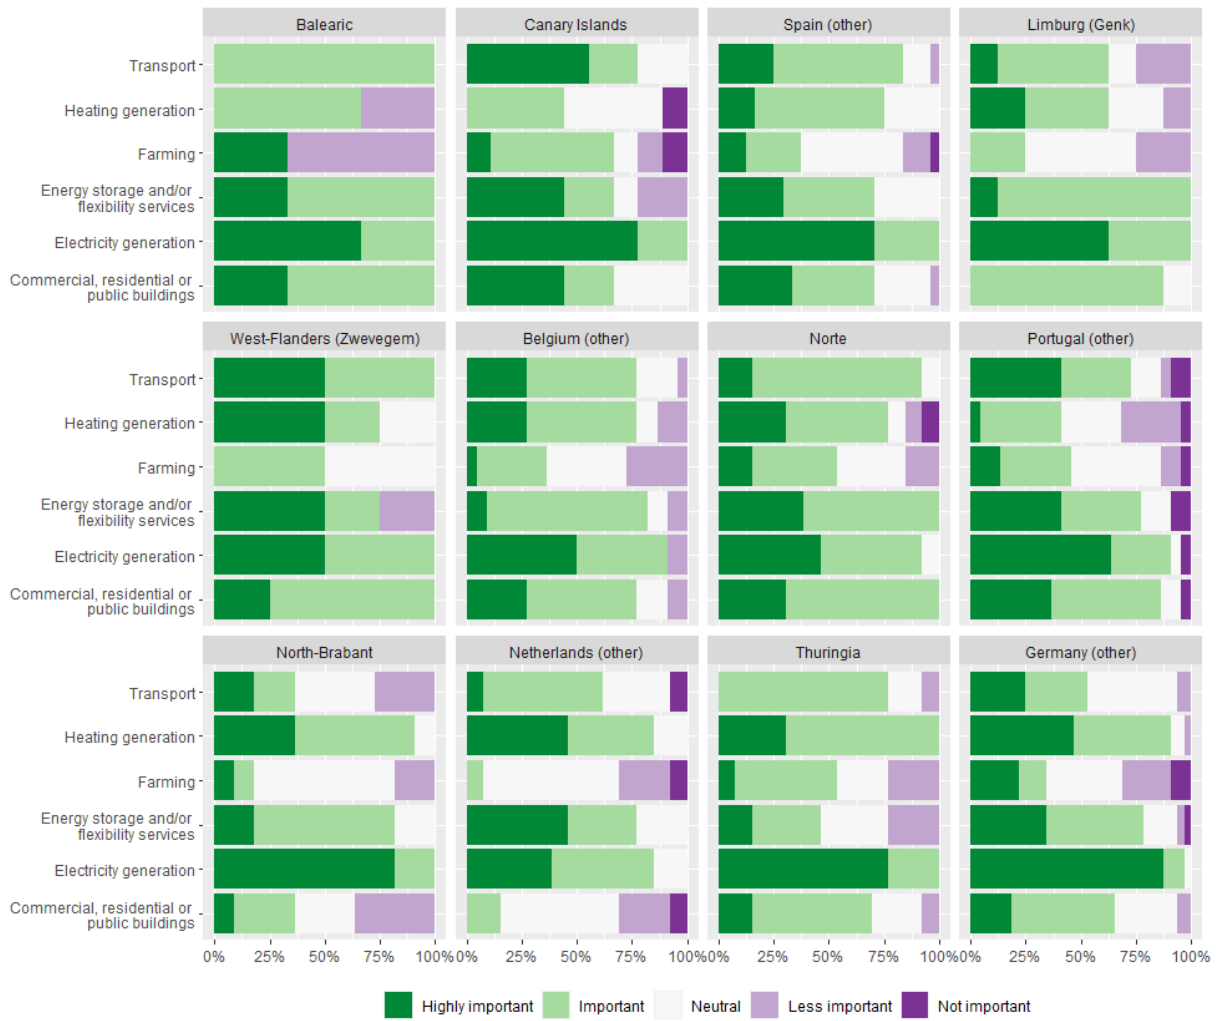 Balearic
Canary Islands
Spain (other)
Limburg (Genk)
Transport
Heating generation
Farming
Energy storage and/or
flexibility services
Electricity generation
Commercial, residential or
public buildings
West-Flanders (Zwevegem)
Belgium (other)
Norte
Portugal (other)
Transport
Heating generation
Farming
Energy storage and/or
flexibility services
Electricity generation
Commercial, residential or
public buildings
North-Brabant
Netherlands (other)
Thuringia
Germany (other)
Transport
Heating generation
Farming
Energy storage and/or
flexibility services
Electricity generation
Commercial, residential or
public buildings
0% 25% 50% 75% 100% 0% 25% 50% 75% 100% 0% 25% 50% 75% 100% 0% 25% 50% 75% 100%
Highly important Important Neutral Less important Not important